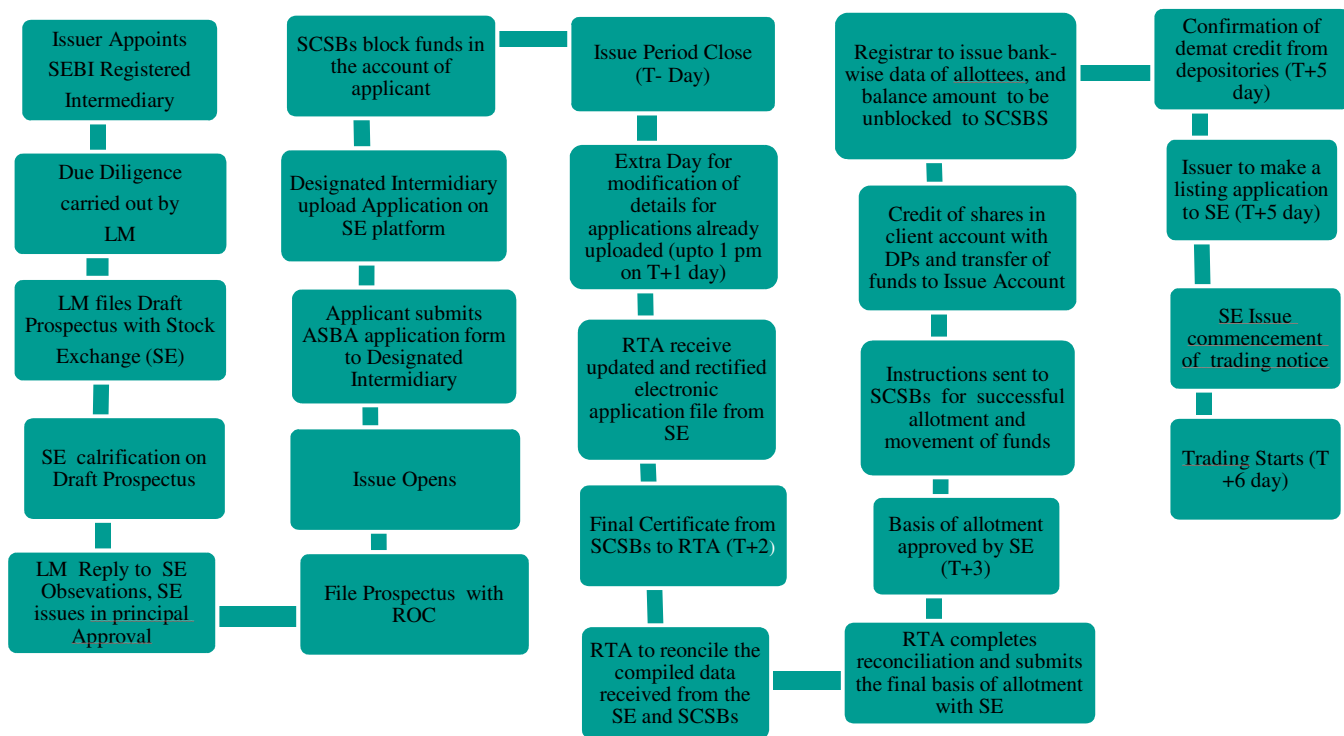 Issuer Appoints
SEBI Registered
Intermediary
Due Diligence
carried out by
LM
LM files Draft
Prospectus with Stock
Exchange (SE)
SE calrification on
Draft Prospectus
LM Reply to SE
Obsevations, SE
issues in principal
Approval
File Prospectus with
ROC
Issue Opens
Applicant submits
ASBA application form
to Designated
Intermidiary
Designated Intermidiary
upload Application on
SE platform
SCSBs block funds in
the account of
applicant
Issue Period Close
(T- Day)
Extra Day for
modification of
details for
applications already
uploaded (upto 1 pm
on T+1 day)
RTA receive
updated and rectified
electronic
application file from
SE
Final Certificate from
SCSBs to RTA (T+2)
RTA to reoncile the
compiled data
received from the
SE and SCSBs
RTA completes
reconciliation and submits
the final basis of allotment
with SE
Basis of allotment
approved by SE
(T+3)
Instructions sent to
SCSBs for successful
allotment and
movement of funds
Credit of shares in
client account with
DPs and transfer of
funds to Issue Account
Registrar to issue bank-
wise data of allottees, and
balance amount to be
unblocked to SCSBS
Confirmation of
demat credit from
depositories (T+5
day)
Issuer to make a
listing application
to SE (T+5 day)
SE Issue
commencement
of trading notice
Trading Starts (T
+6 day)